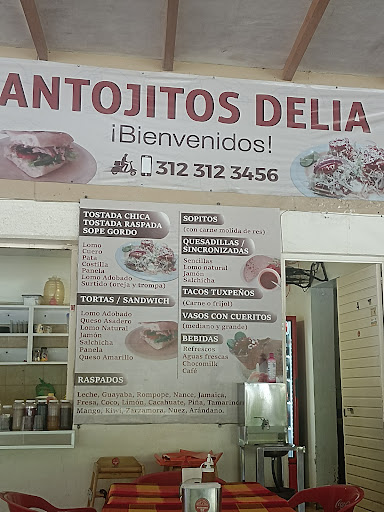 ANTOJITOS DELIA
¡Bienvenidos!
312 312 3456
TOSTADA CHICA
TOSTADA RASPADA
SOPE GORDO
Lomo
Cuero
Pata
Costilla
Panela
Lomo Adobado
Surtido (oreja y trompa)
TORTAS / SANDWICH
Lomo Adobado
Queso Asadero
Lomo Natural
Jamón
Salchicha
Panela
Queso Amarillo
SOPITOS
(con carne molida de res)
QUESADILLAS /
SINCRONIZADAS
Sencillas
Lomo natural
Jamón
Salchicha
TACOS TUXPEÑOS
(Carne o frijol)
VASOS CON CUERITOS
(mediano y grande)
BEBIDAS
Refrescos
Aguas frescas
Chocomilk
Café
RASPADOS
Leche, Guayaba, Rompope, Nance, Jamaica,
Fresa, Coco, Limón, Cacahuate, Piña, Tamarindo
Mango, Kiwi, Zarzamora, Nuez, Arándano.